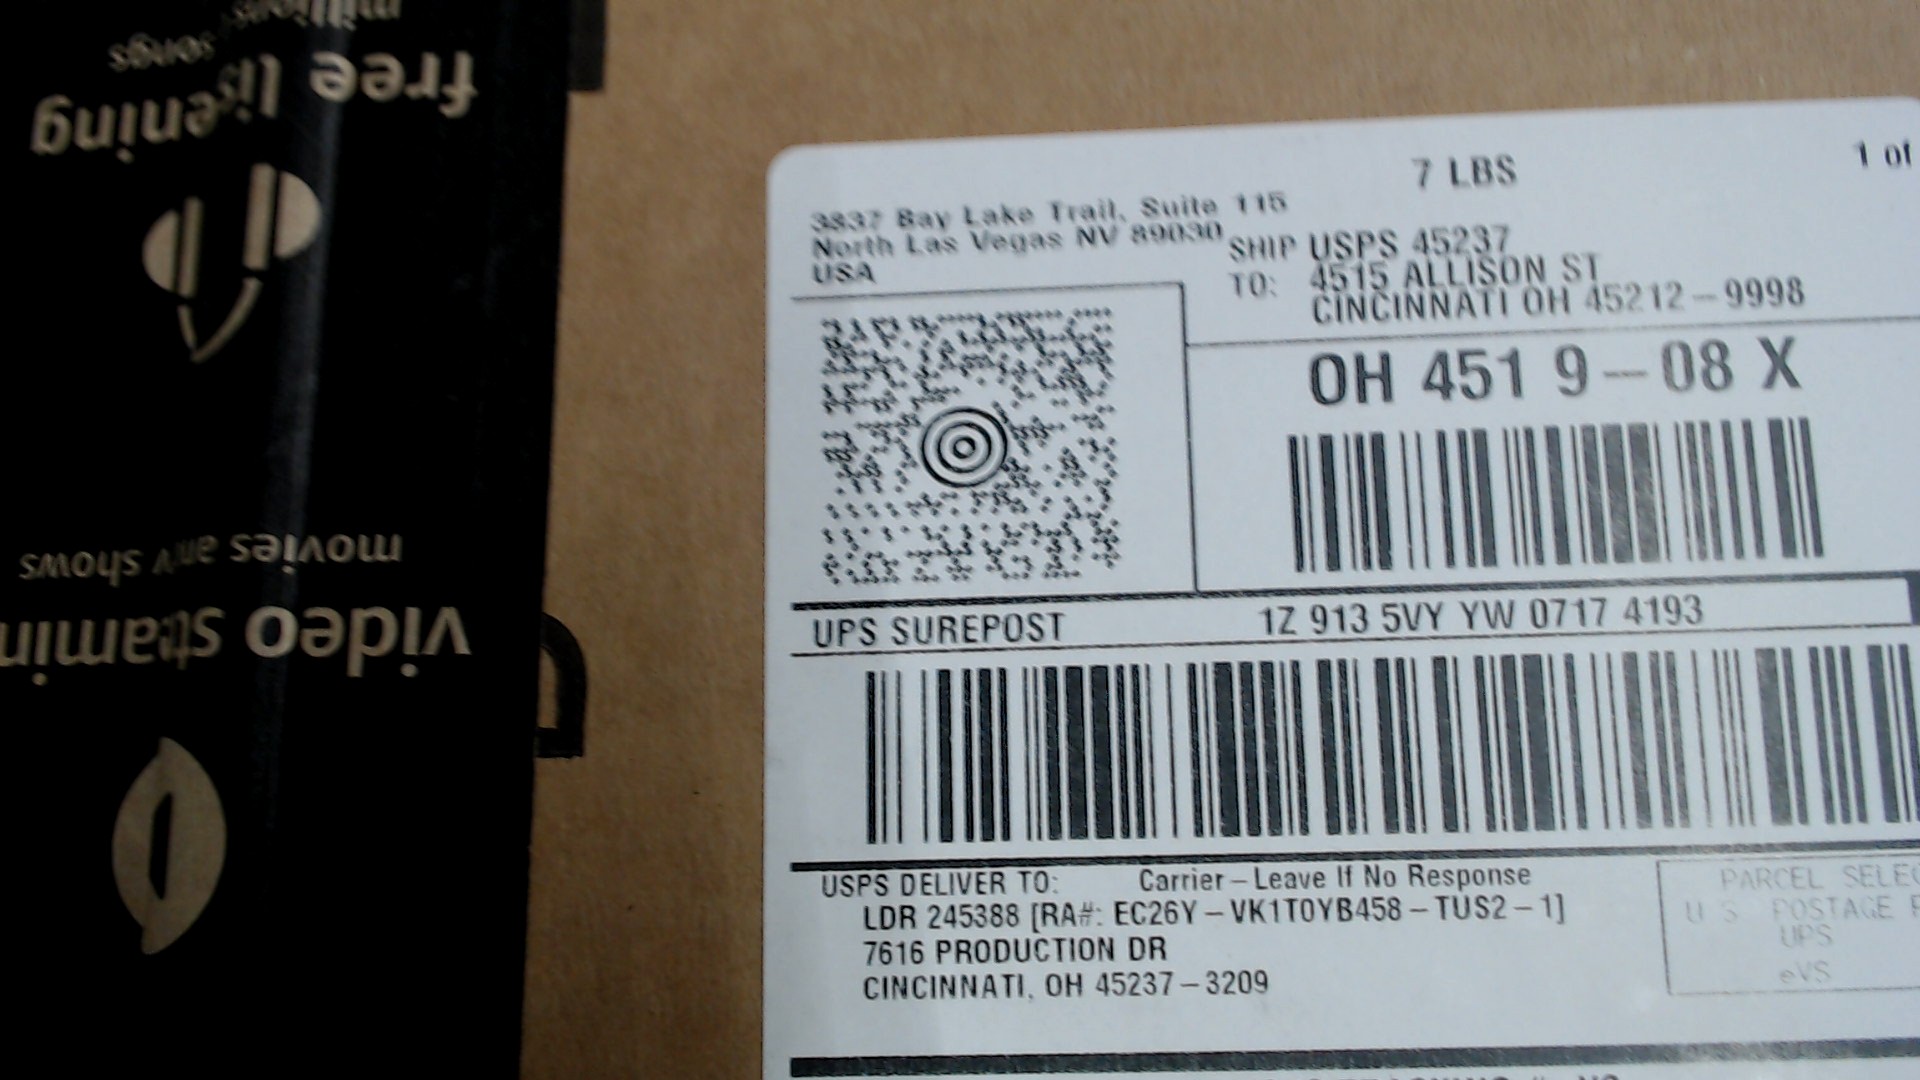 millions
songs
free listening
movies and shows
video
7 LBS
1 of
3837 Bay Lake Trail, Suite 115
North Las Vegas NV 89030
USA
SHIP TO:
USPS 45237
4515 ALLISON ST
CINCINNATI OH 45212-9998
OH 451 9-08 X
UPS SUREPOST
1Z 913 5VY YW 0717 4193
USPS DELIVER TO: Carrier-Leave If No Response
LDR 245388 [RA#: EC26Y-VK1T0YB458-TUS2-1]
7616 PRODUCTION DR
CINCINNATI, OH 45237-3209
PARCEL SELEC
U S POSTAGE P
UPS
eVS